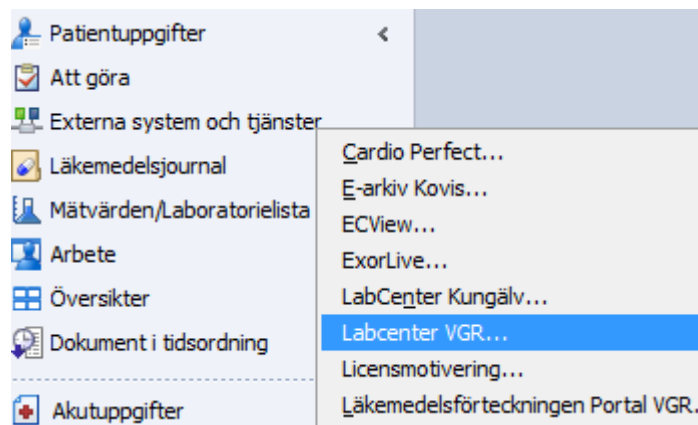 Patientuppgifter
Att göra
Externa system och tjänster
Läkemedelsjournal
Mätvärden/Laboratorielista
Arbete
Översikter
Dokument i tidsordning
Akutuppgifter
Cardio Perfect...
E-arkiv Kovis...
ECView...
ExorLive...
LabCenter Kungälv...
Labcenter VGR...
Licensmotivering...
Läkemedelsförteckningen Portal VGR.